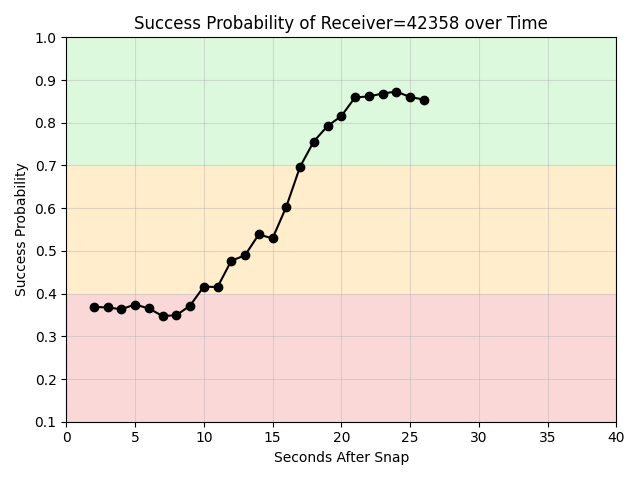 Success Probability of Receiver=42358 over Time
1.0
0.9
0.8
0.7
0.6
0.5
0.4
0.3
0.2
0.1
Success Probability
0 5 10 15 20 25 30 35 40
Seconds After Snap